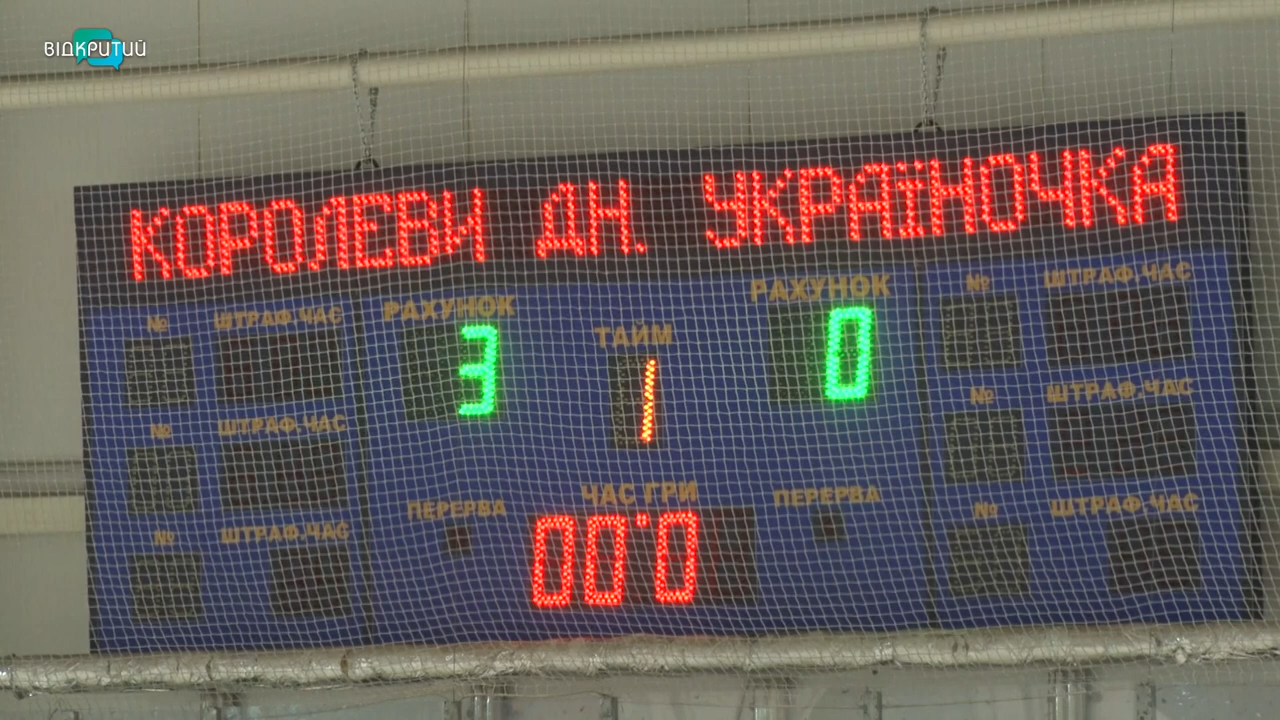 ВІДКРИТИЙ
КОРОЛЕВИ ДН. УКРАЇНОЧКА
№ ШТРАФ.ЧАС РАХУНОК ТАЙМ РАХУНОК № ШТРАФ.ЧАС
3 1 0
№ ШТРАФ.ЧАС № ШТРАФ.ЧАС
ПЕРЕРВА ЧАС ГРИ ПЕРЕРВА
№ ШТРАФ.ЧАС 00:0 № ШТРАФ.ЧАС